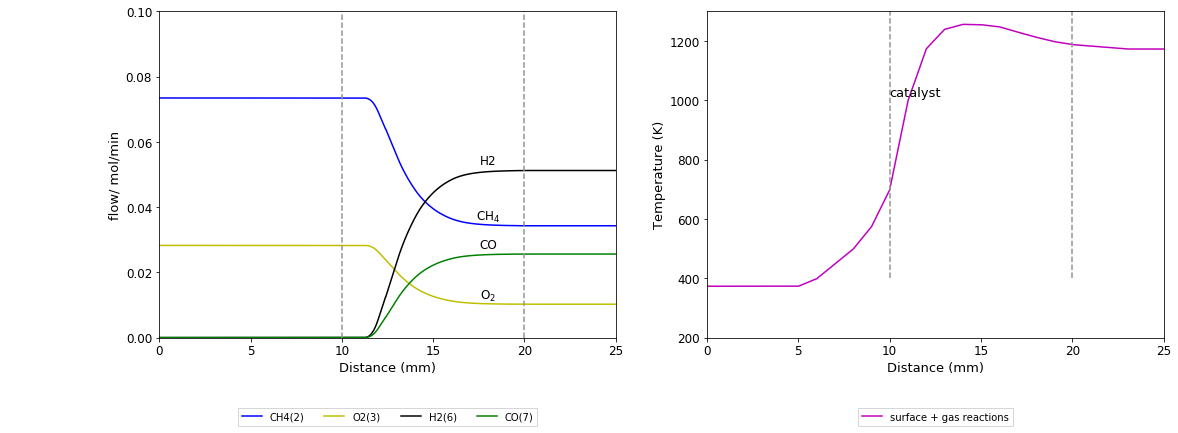 0.10
0.08
0.06
0.04
0.02
0.00
flow/ mol/min
H2
CH4
CO
O2
0 5 10 15 20 25
Distance (mm)
CH4(2) O2(3) H2(6) CO(7)
1200
1000
800
600
400
200
Temperature (K)
catalyst
0 5 10 15 20 25
Distance (mm)
surface + gas reactions